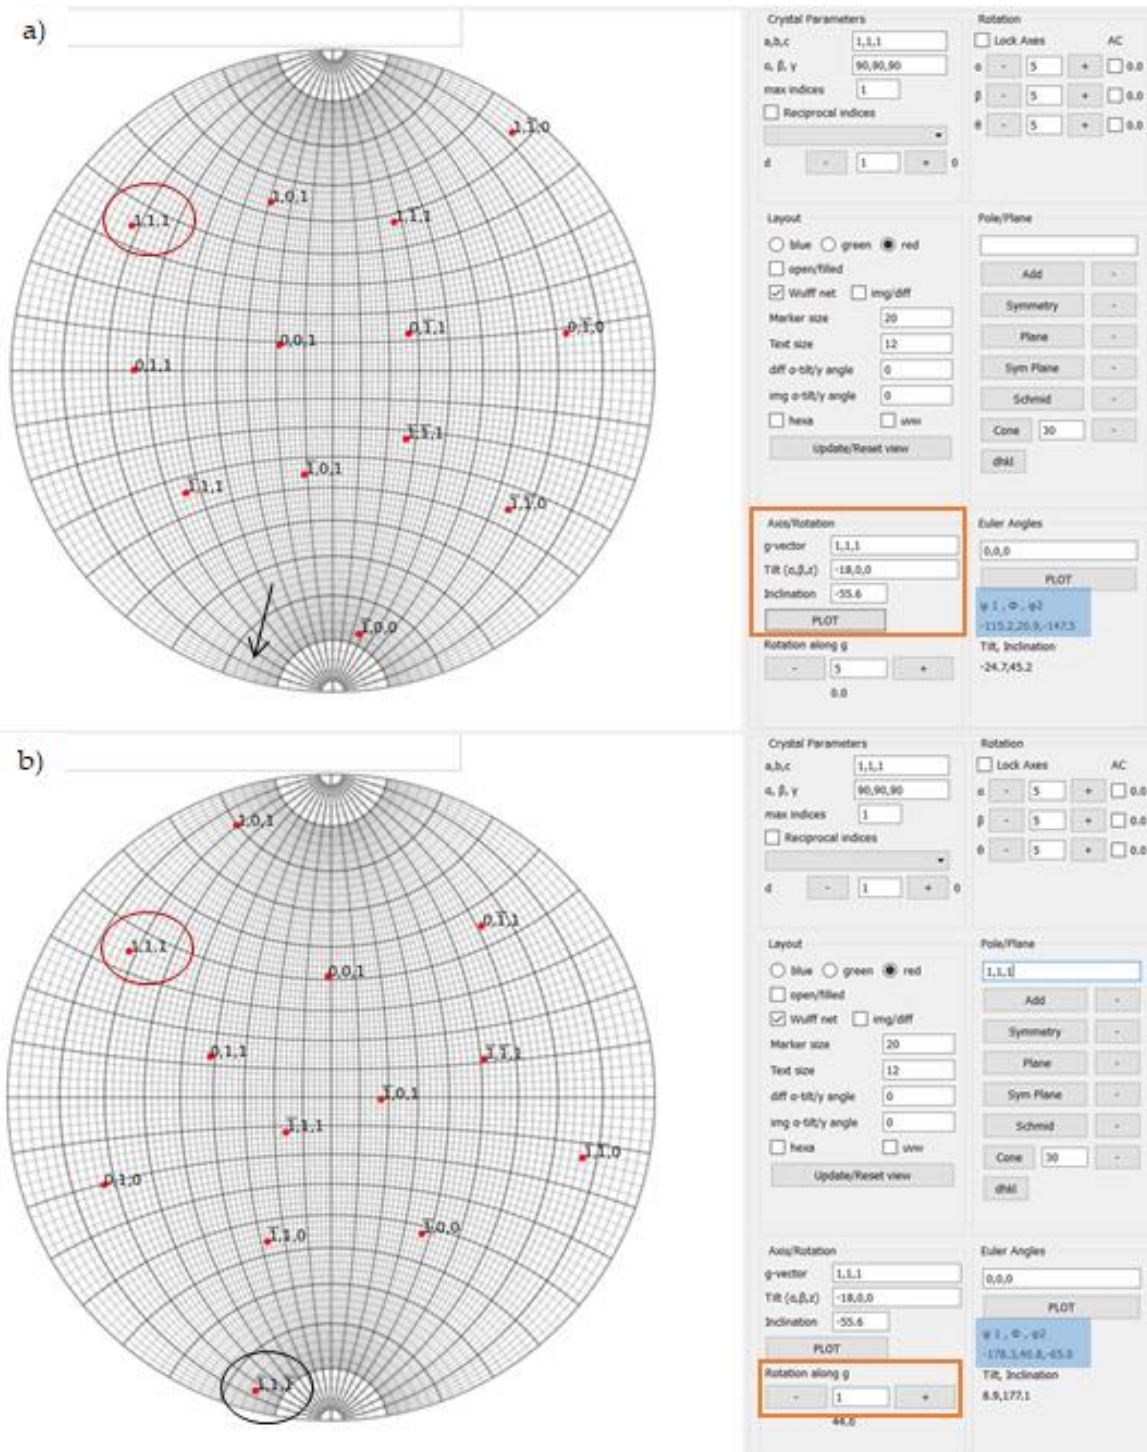 a)
1,1̄,0
1,0,1
1,1,1
1,1̄,1
0,0,1
0,1̄,1
0,1̄,0
0,1,1
1̄,1̄,1
1̄,0,1
1̄,1,1
1̄,1̄,0
1̄,0,0
Crystal Parameters
a,b,c 1,1,1
α, β, γ 90,90,90
max indices 1
Reciprocal indices
d - 1 + 0
Rotation
Lock Axes AC
α - 5 + 0.0
β - 5 + 0.0
θ - 5 + 0.0
Layout
blue green red
open/filled
Wulff net img/diff
Marker size 20
Text size 12
diff α-tilt/y angle 0
img α-tilt/y angle 0
hexa uvw
Update/Reset view
Pole/Plane
Add -
Symmetry -
Plane -
Sym Plane -
Schmid -
Cone 30 -
dhkl
Axis/Rotation
g-vector 1,1,1
Tilt (α,β,z) -18,0,0
Inclination -55.6
PLOT
Rotation along g
- 5 +
0.0
Euler Angles
0,0,0
PLOT
φ 1 , Φ , φ2
-115.2,20.9,-147.5
Tilt, Inclination
-24.7,45.2
b)
1,0,1
0,1̄,1
1,1,1
0,0,1
0,1,1
1̄,1̄,1
1̄,0,1
1̄,1,1
1̄,1̄,0
0,1,0
1̄,0,0
1̄,1,0
Crystal Parameters
a,b,c 1,1,1
α, β, γ 90,90,90
max indices 1
Reciprocal indices
d - 1 + 0
Rotation
Lock Axes AC
α - 5 + 0.0
β - 5 + 0.0
θ - 5 + 0.0
Layout
blue green red
open/filled
Wulff net img/diff
Marker size 20
Text size 12
diff α-tilt/y angle 0
img α-tilt/y angle 0
hexa uvw
Update/Reset view
Pole/Plane
1,1,1
Add -
Symmetry -
Plane -
Sym Plane -
Schmid -
Cone 30 -
dhkl
Axis/Rotation
g-vector 1,1,1
Tilt (α,β,z) -18,0,0
Inclination -55.6
PLOT
Rotation along g
- 1 +
44.0
Euler Angles
0,0,0
PLOT
φ 1 , Φ , φ2
Tilt, Inclination
8.9,177.1